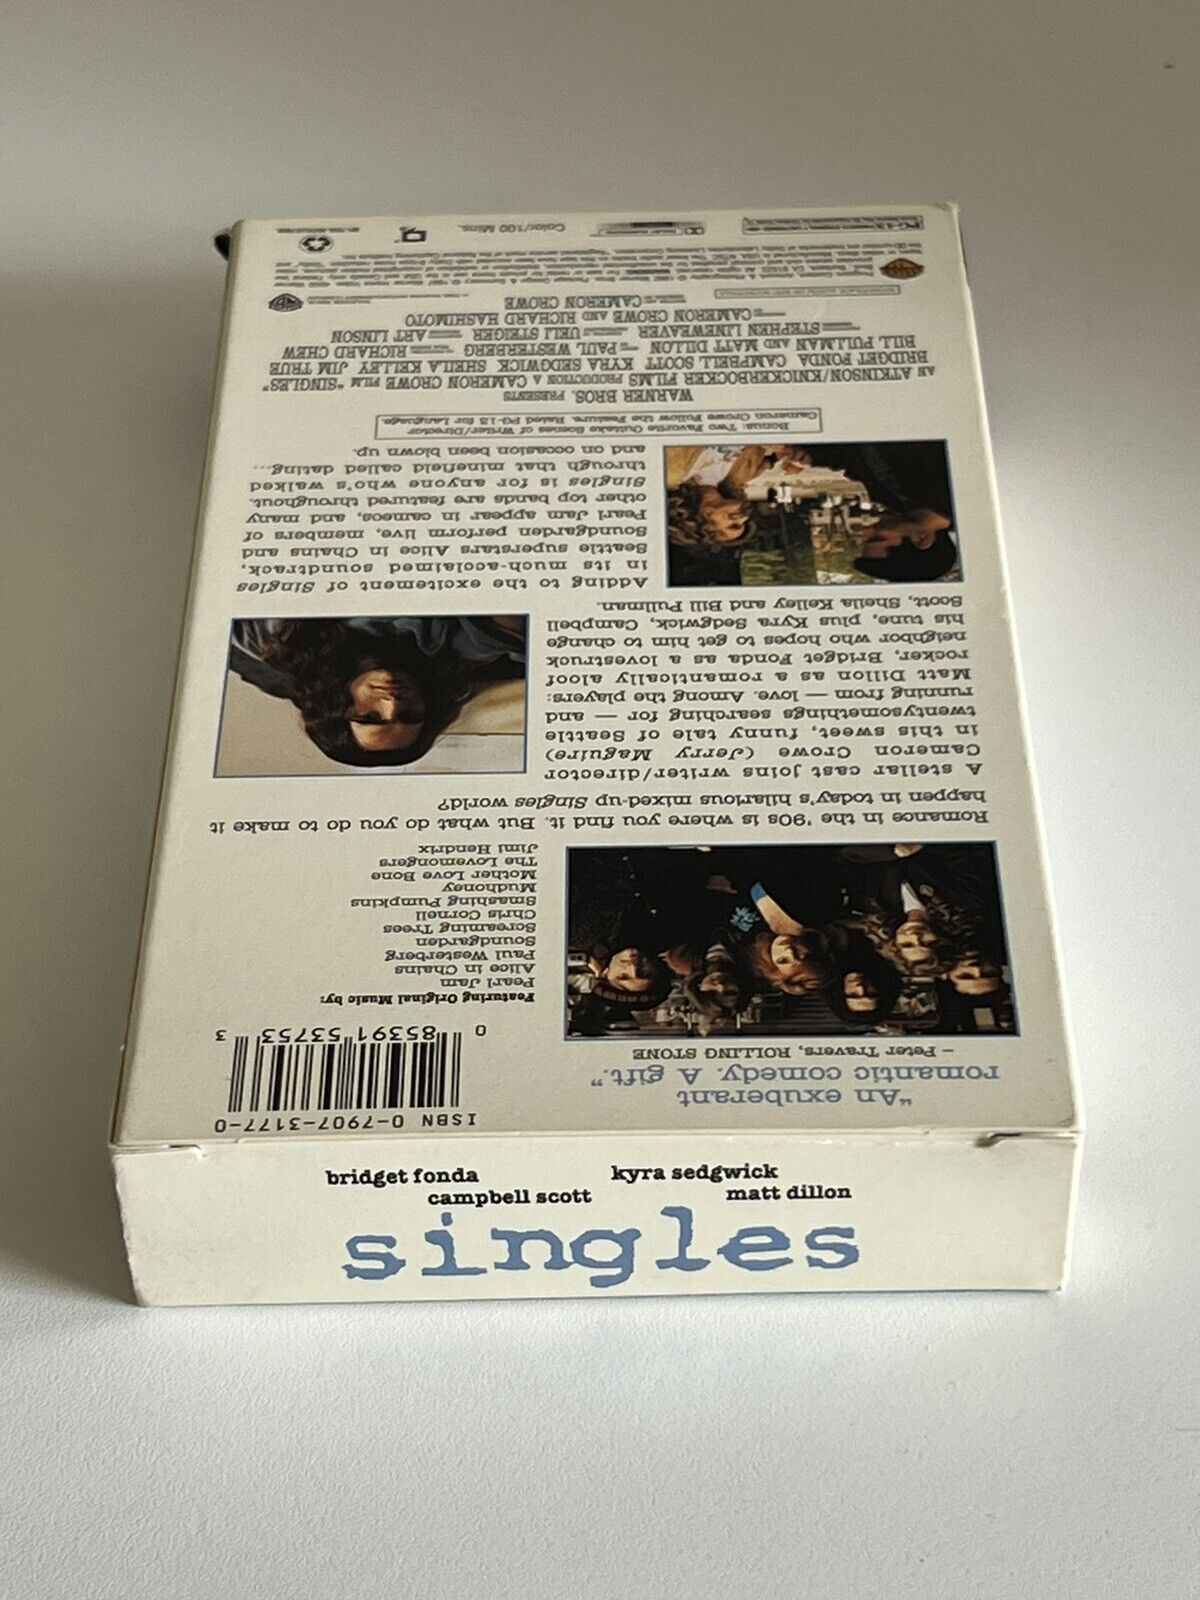 "An exuberant
romantic comedy. A gift."
– Peter Travers, ROLLING STONE
ISBN 0-7907-3177-0
0 85391 53753 3
Featuring Original Music by:
Pearl Jam
Alice in Chains
Paul Westerberg
Soundgarden
Screaming Trees
Chris Cornell
Smashing Pumpkins
Mudhoney
Mother Love Bone
The Lovemongers
Jimi Hendrix
Romance in the '90s is where you find it. But what do you do to make it
happen in today's hilarious mixed-up Singles world?
A stellar cast joins writer/director
Cameron Crowe (Jerry Maguire)
in this sweet, funny tale of Seattle
twentysomethings searching for — and
running from — love. Among the players:
Matt Dillon as a romantically aloof
rocker, Bridget Fonda as a lovestruck
neighbor who hopes to get him to change
his tune, plus Kyra Sedgwick, Campbell
Scott, Sheila Kelley and Bill Pullman.
Adding to the excitement of Singles
in its much-acclaimed soundtrack,
Seattle superstars Alice in Chains and
Soundgarden perform live, members of
Pearl Jam appear in cameos, and many
other top bands are featured throughout.
Singles is for anyone who's walked
through that minefield called dating...
and on occasion been blown up.
Bonus: Two Favorite Outtake Scenes of Writer/Director
Cameron Crowe Follow the Feature. Rated PG-13 for Language.
WARNER BROS. PRESENTS
AN ATKINSON/KNICKERBOCKER FILMS PRODUCTION A CAMERON CROWE FILM "SINGLES"
BRIDGET FONDA CAMPBELL SCOTT KYRA SEDGWICK SHEILA KELLEY JIM TRUE
BILL PULLMAN AND MATT DILLON PAUL WESTERBERG RICHARD CHEW
STEPHEN LINEWEAVER UELI STEIGER ART LINSON
CAMERON CROWE AND RICHARD HASHIMOTO
CAMERON CROWE
PG-13
Color/100 Mins.
bridget fonda kyra sedgwick
campbell scott matt dillon
singles